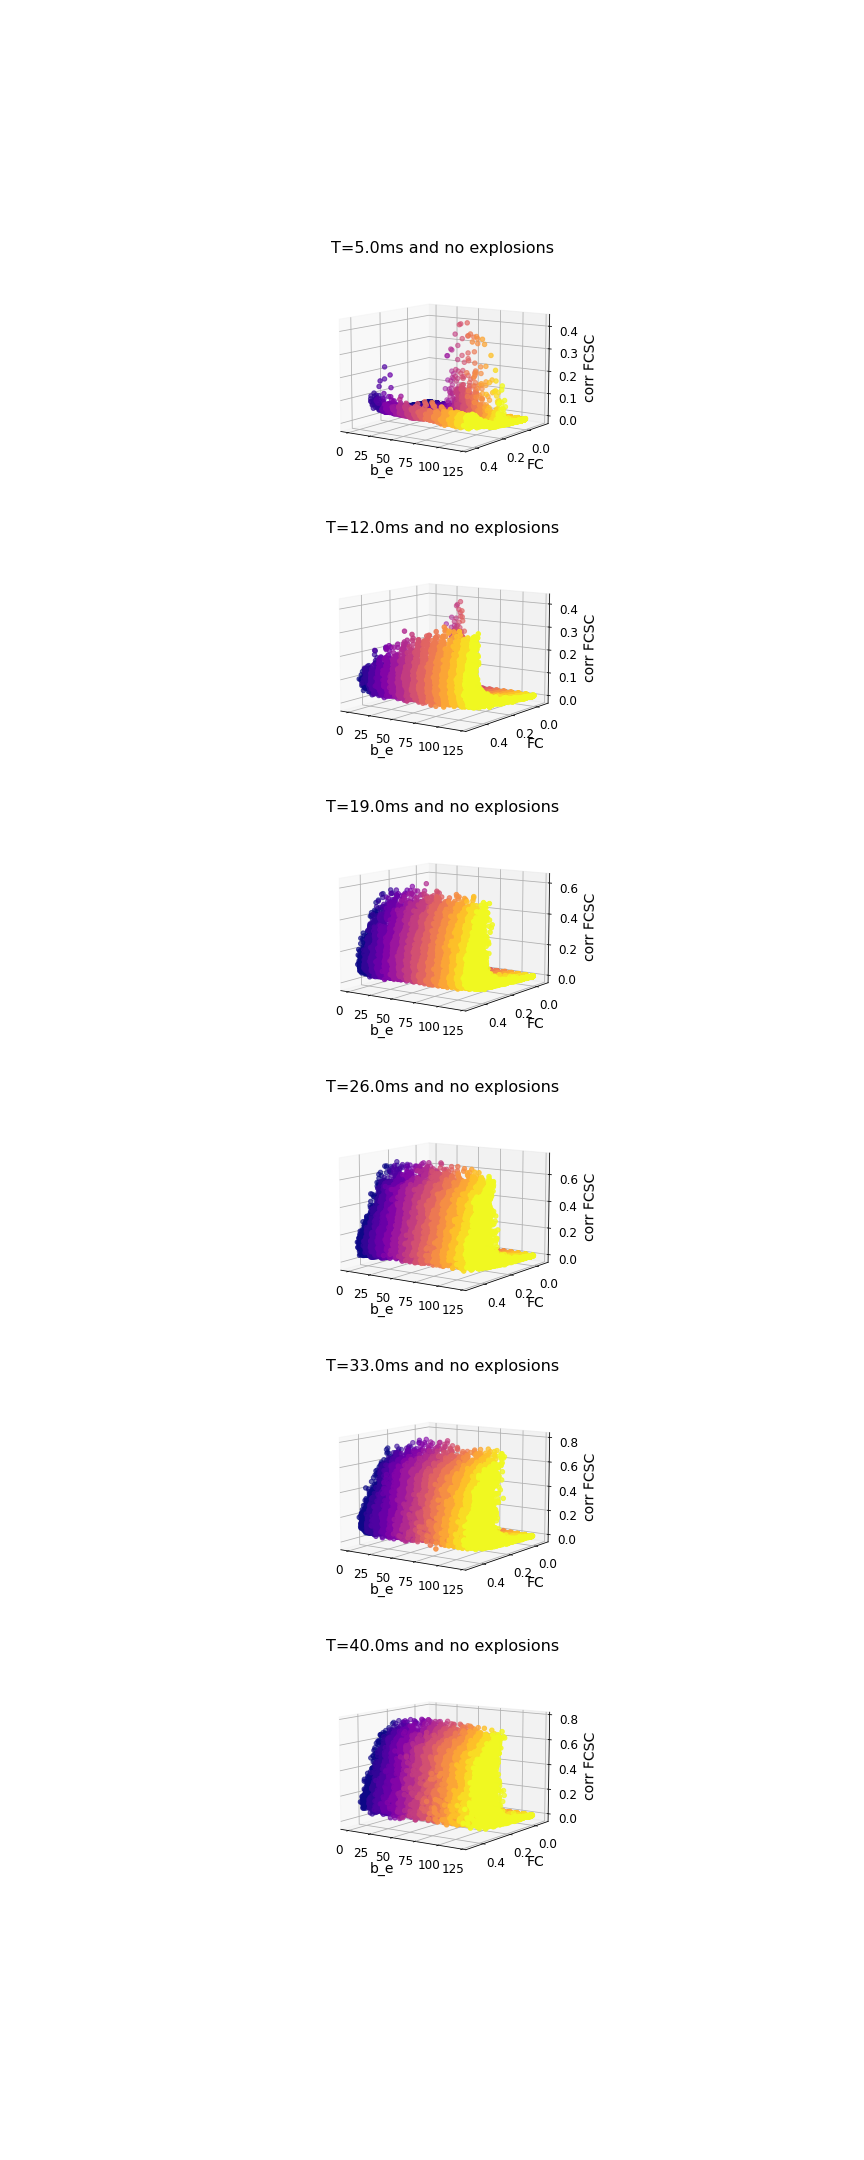 T=5.0ms and no explosions
0.4
0.3
0.2
0.1
0.0
corr FCSC
0 25 50 75 100 125
b_e
0.4 0.2 0.0
FC
T=12.0ms and no explosions
0.4
0.3
0.2
0.1
0.0
corr FCSC
0 25 50 75 100 125
b_e
0.4 0.2 0.0
FC
T=19.0ms and no explosions
0.6
0.4
0.2
0.0
corr FCSC
0 25 50 75 100 125
b_e
0.4 0.2 0.0
FC
T=26.0ms and no explosions
0.6
0.4
0.2
0.0
corr FCSC
0 25 50 75 100 125
b_e
0.4 0.2 0.0
FC
T=33.0ms and no explosions
0.8
0.6
0.4
0.2
0.0
corr FCSC
0 25 50 75 100 125
b_e
0.4 0.2 0.0
FC
T=40.0ms and no explosions
0.8
0.6
0.4
0.2
0.0
corr FCSC
0 25 50 75 100 125
b_e
0.4 0.2 0.0
FC